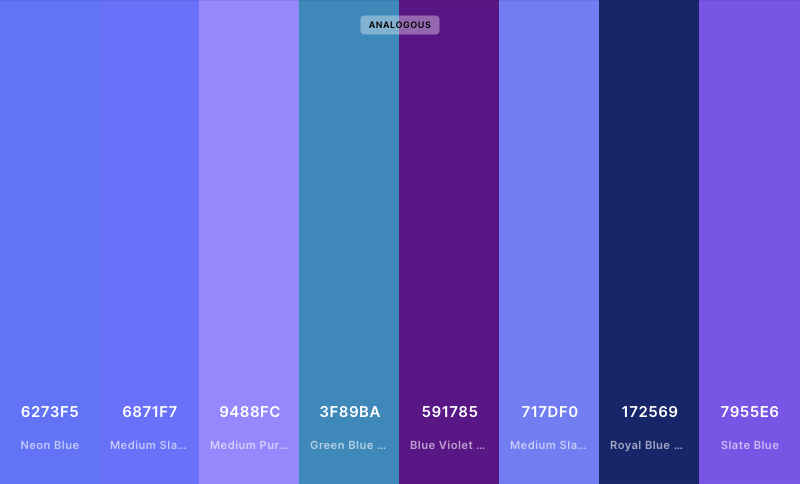 ANALOGOUS
6273F5 6871F7 9488FC 3F89BA 591785 717DF0 172569 7955E6
Neon Blue Medium Sla... Medium Pur... Green Blue ... Blue Violet ... Medium Sla... Royal Blue ... Slate Blue